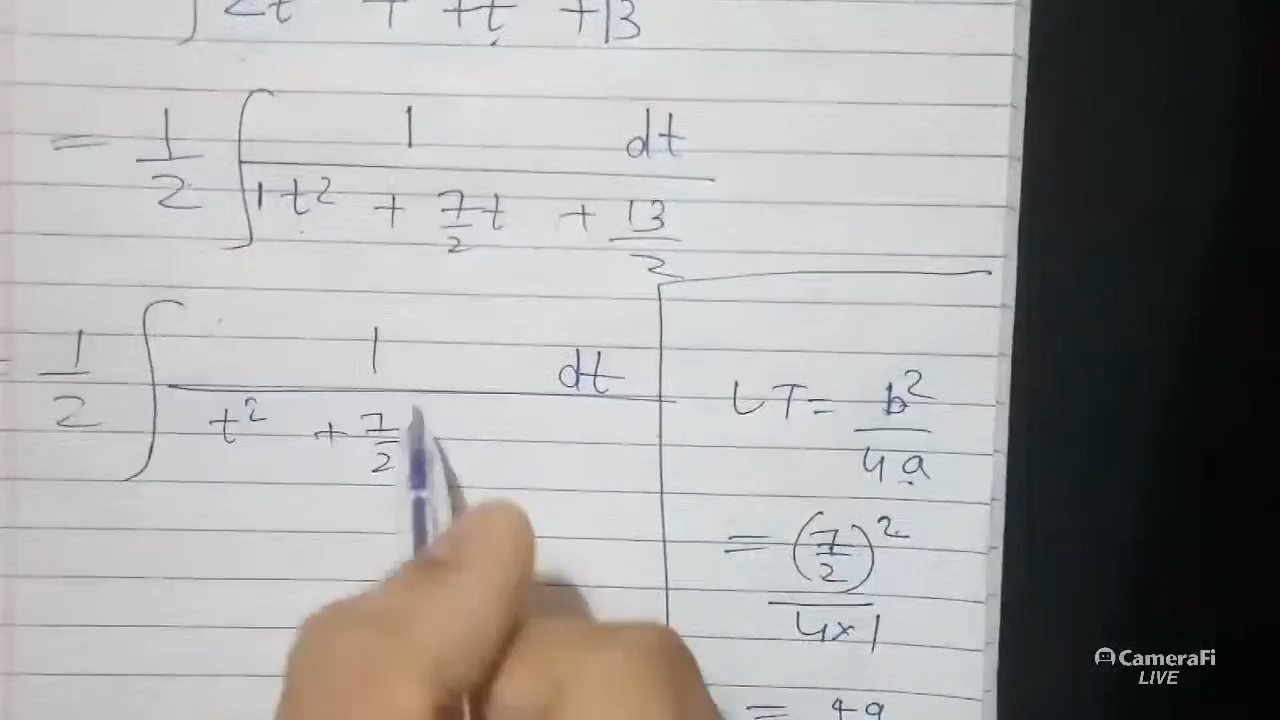 ∫ 2t² + 7t + 13
= 1/2 ∫ 1 dt / 1t² + 7/2 t + 13/2
1/2 ∫ 1 dt / t² + 7/2
LT = b² / 4a
= (7/2)² / 4×1
= 49
CameraFi
LIVE